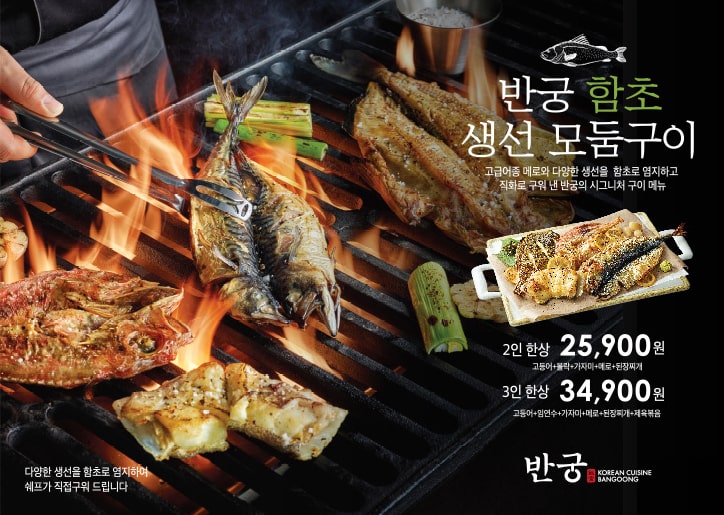 반궁 함초
생선 모둠구이
고급어종 메로와 다양한 생선을 함초로 염지하고
직화로 구워 낸 반궁의 시그니처 구이 메뉴
2인 한상 25,900원
고등어+볼락+가자미+메로+된장찌개
3인 한상 34,900원
고등어+임연수+가자미+메로+된장찌개+제육볶음
다양한 생선을 함초로 염지하여
쉐프가 직접구워 드립니다
반궁 KOREAN CUISINE
BANGOONG